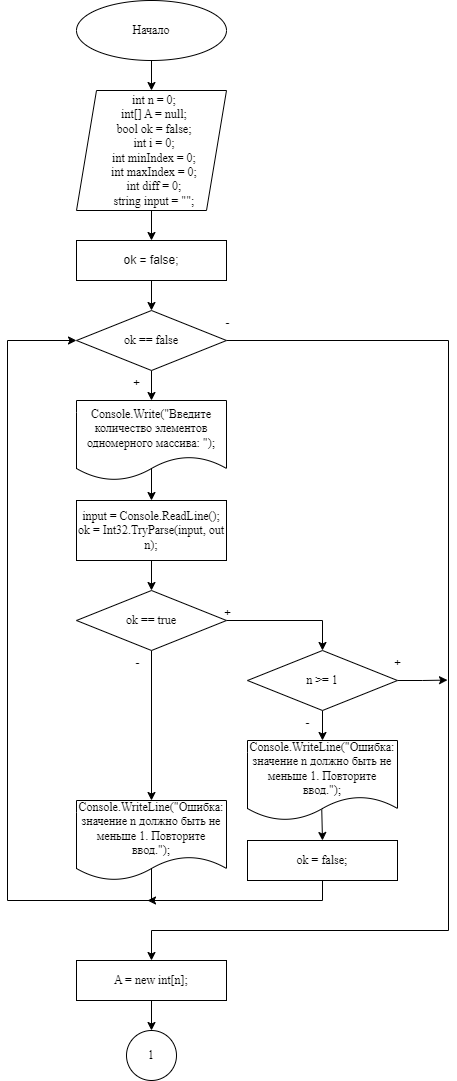 Начало
int n = 0;
int[] A = null;
bool ok = false;
int i = 0;
int minIndex = 0;
int maxIndex = 0;
int diff = 0;
string input = "";
ok = false;
ok == false
-
+
Console.Write("Введите
количество элементов
одномерного массива: ");
input = Console.ReadLine();
ok = Int32.TryParse(input, out
n);
ok == true
+
-
n >= 1
+
-
Console.WriteLine("Ошибка:
значение n должно быть не
меньше 1. Повторите
ввод.");
Console.WriteLine("Ошибка:
значение n должно быть не
меньше 1. Повторите
ввод.");
ok = false;
A = new int[n];
1